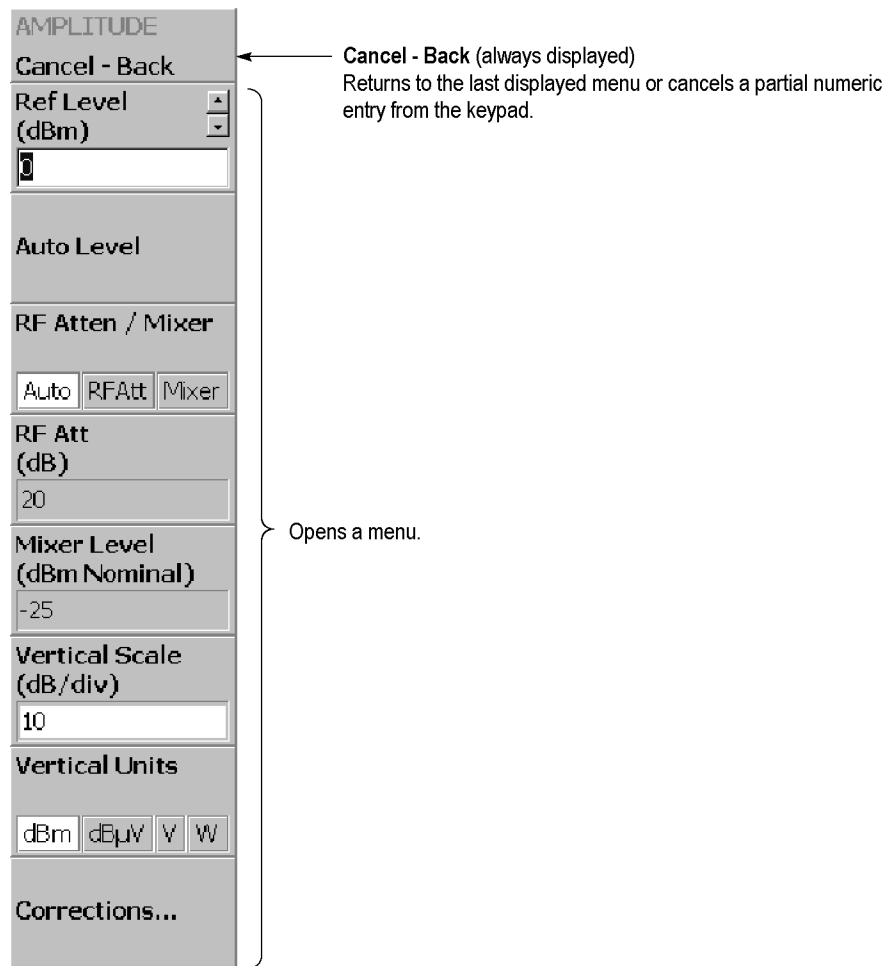 AMPLITUDE
Cancel - Back
Cancel - Back (always displayed)
Returns to the last displayed menu or cancels a partial numeric
entry from the keypad.
Ref Level
(dBm)
0
Auto Level
RF Atten / Mixer
Auto RFAtt Mixer
RF Att
(dB)
20
Opens a menu.
Mixer Level
(dBm Nominal)
-25
Vertical Scale
(dB/div)
10
Vertical Units
dBm dBµV V W
Corrections...